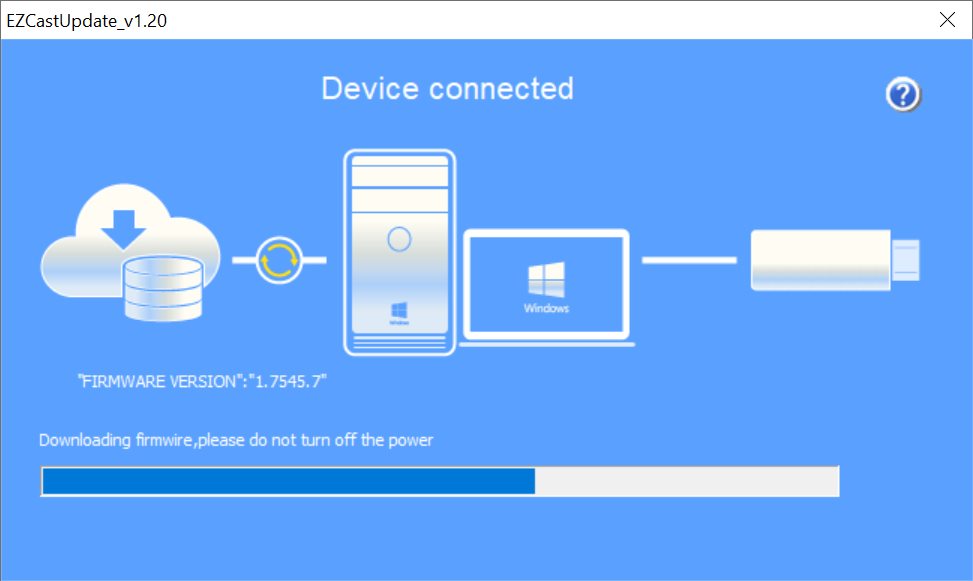 EZCastUpdate_v1.20
Device connected
?
Windows
Windows
"FIRMWARE VERSION":"1.7545.7"
Downloading firmwire,please do not turn off the power